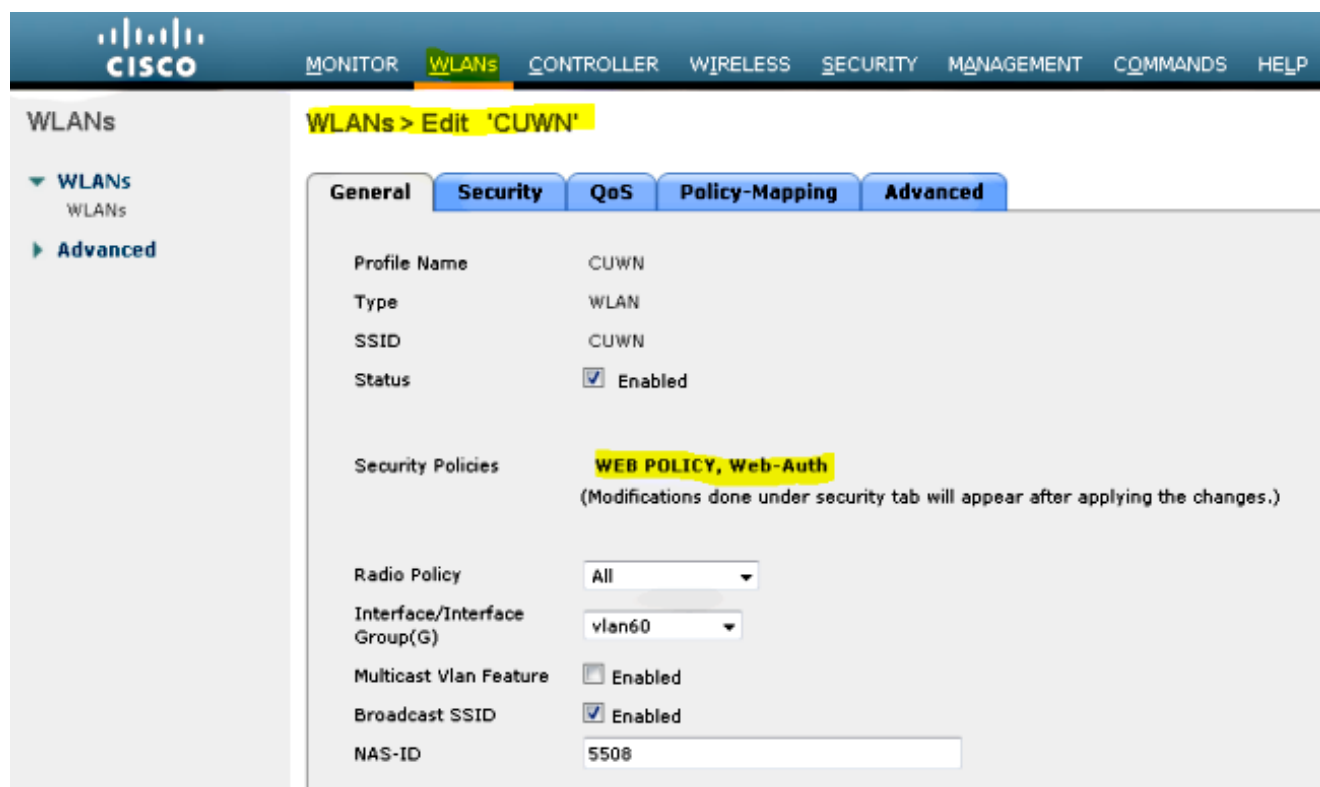 CISCO
MONITOR WLANs CONTROLLER WIRELESS SECURITY MANAGEMENT COMMANDS HELP
WLANs
WLANs
WLANs
Advanced
WLANs > Edit 'CUWN'
General Security QoS Policy-Mapping Advanced
Profile Name CUWN
Type WLAN
SSID CUWN
Status Enabled
Security Policies WEB POLICY, Web-Auth
(Modifications done under security tab will appear after applying the changes.)
Radio Policy All
Interface/Interface
Group(G) vlan60
Multicast Vlan Feature Enabled
Broadcast SSID Enabled
NAS-ID 5508